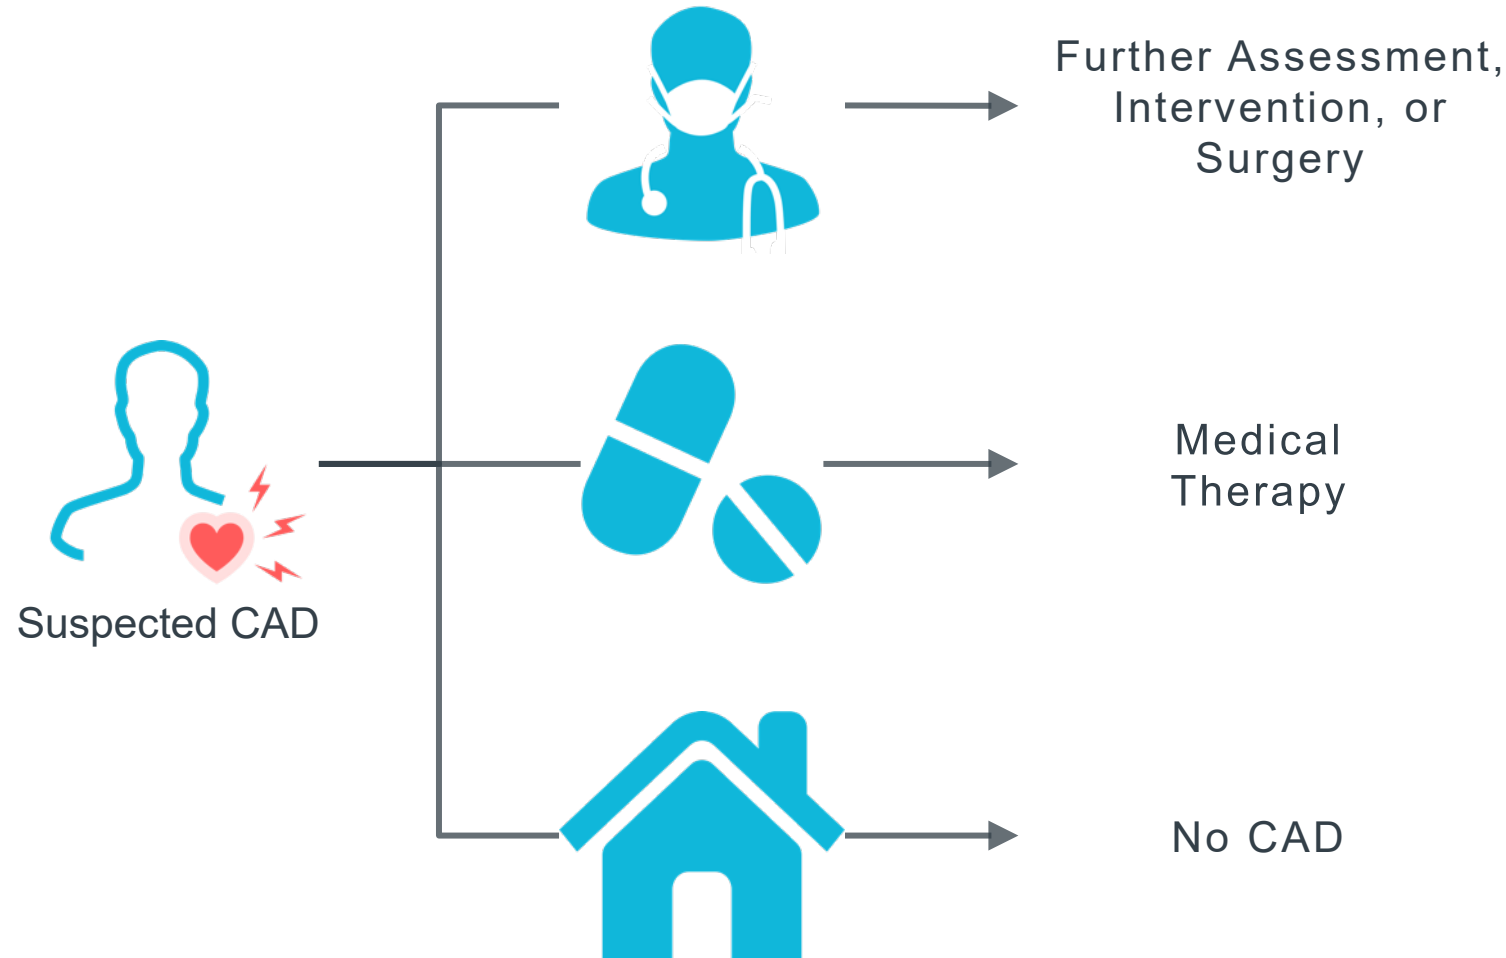 Further Assessment,
Intervention, or
Surgery
Medical
Therapy
Suspected CAD
No CAD